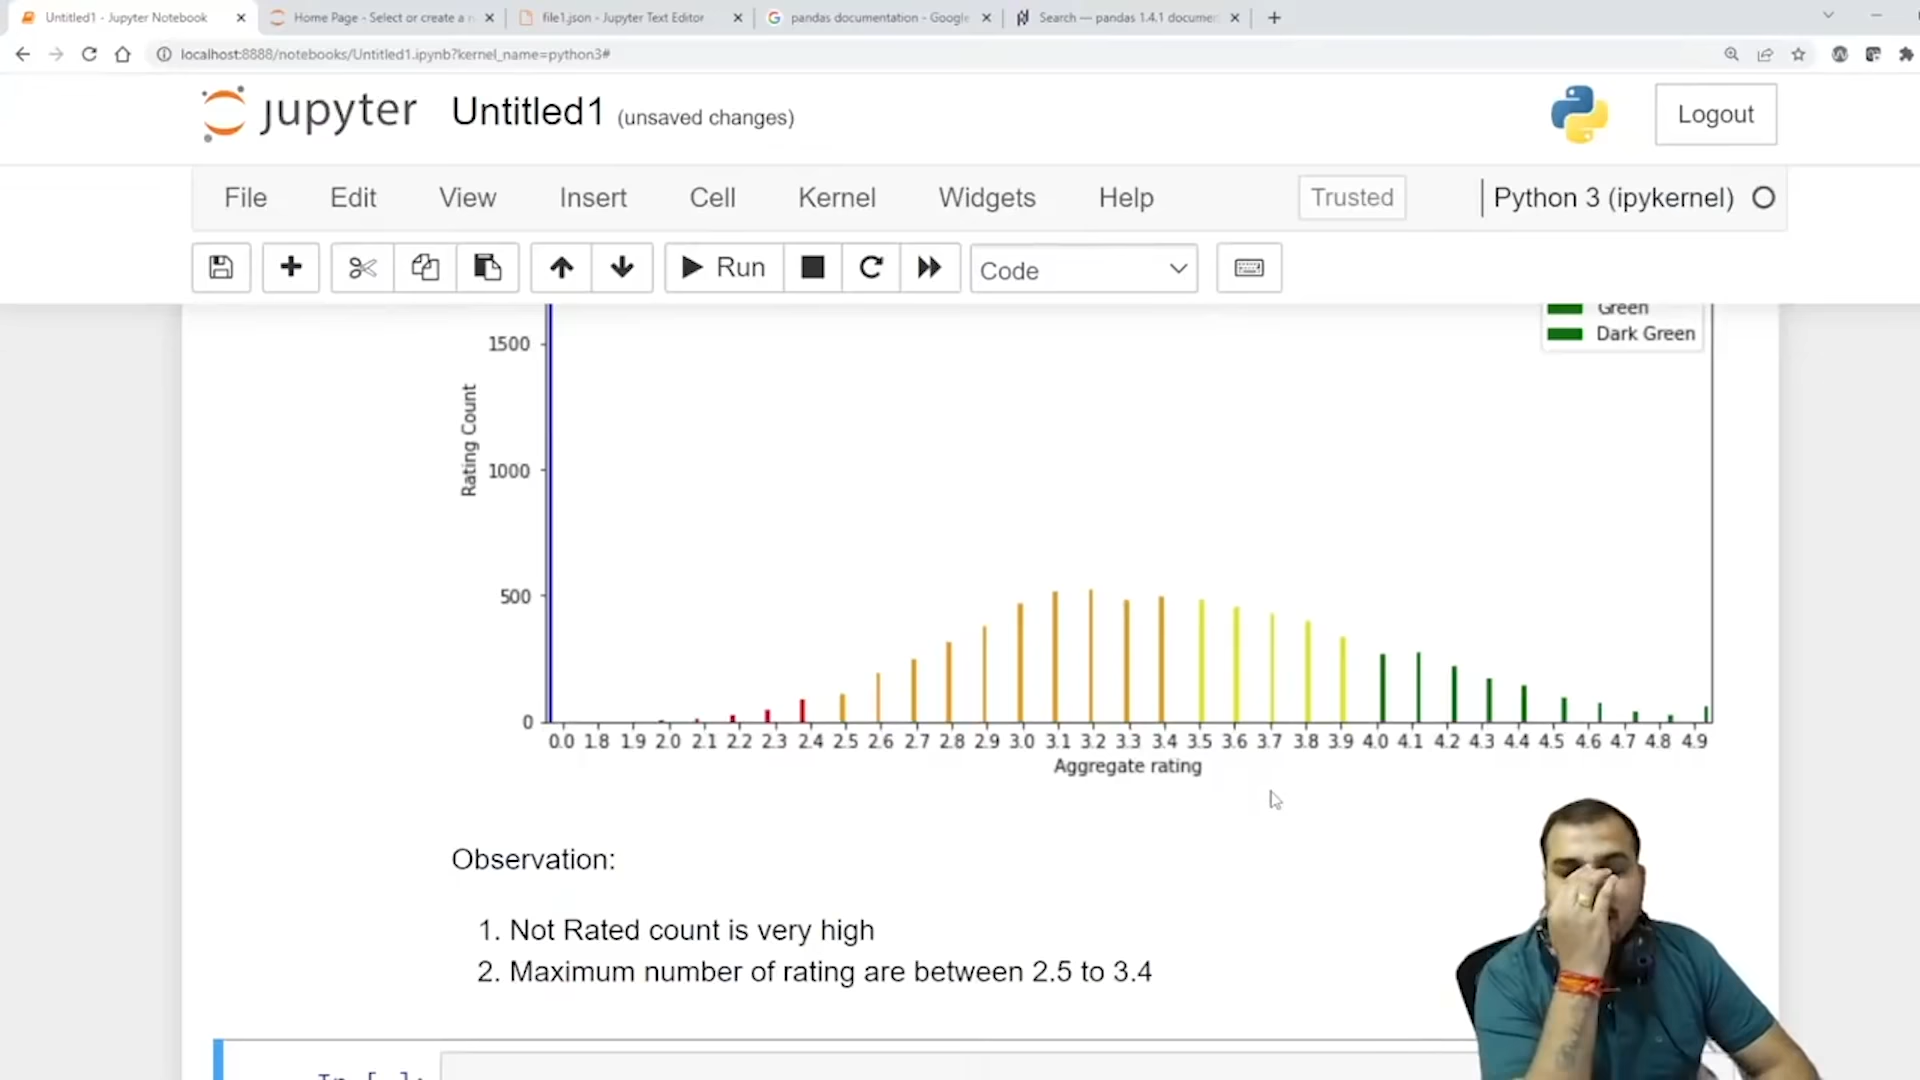 Untitled1 - Jupyter Notebook
Home Page - Select or create a n
file1.json - Jupyter Text Editor
pandas documentation - Google
Search — pandas 1.4.1 documen
localhost:8888/notebooks/Untitled1.ipynb?kernel_name=python3#
jupyter Untitled1 (unsaved changes)
Logout
File Edit View Insert Cell Kernel Widgets Help Trusted Python 3 (ipykernel)
Run Code
Green
Dark Green
1500
1000
500
0
Rating Count
0.0 1.8 1.9 2.0 2.1 2.2 2.3 2.4 2.5 2.6 2.7 2.8 2.9 3.0 3.1 3.2 3.3 3.4 3.5 3.6 3.7 3.8 3.9 4.0 4.1 4.2 4.3 4.4 4.5 4.6 4.7 4.8 4.9
Aggregate rating
Observation:
1. Not Rated count is very high
2. Maximum number of rating are between 2.5 to 3.4
In [ ]: